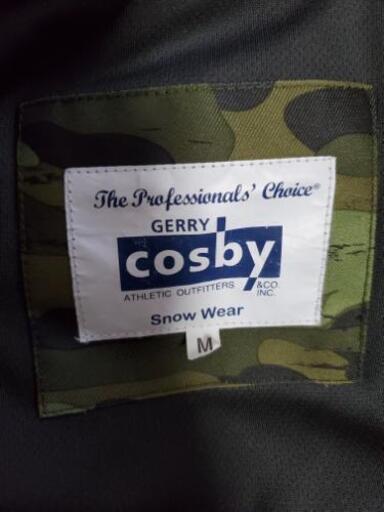 The Professionals' Choice®
GERRY
cosby
ATHLETIC OUTFITTERS & CO. INC.
Snow Wear
M